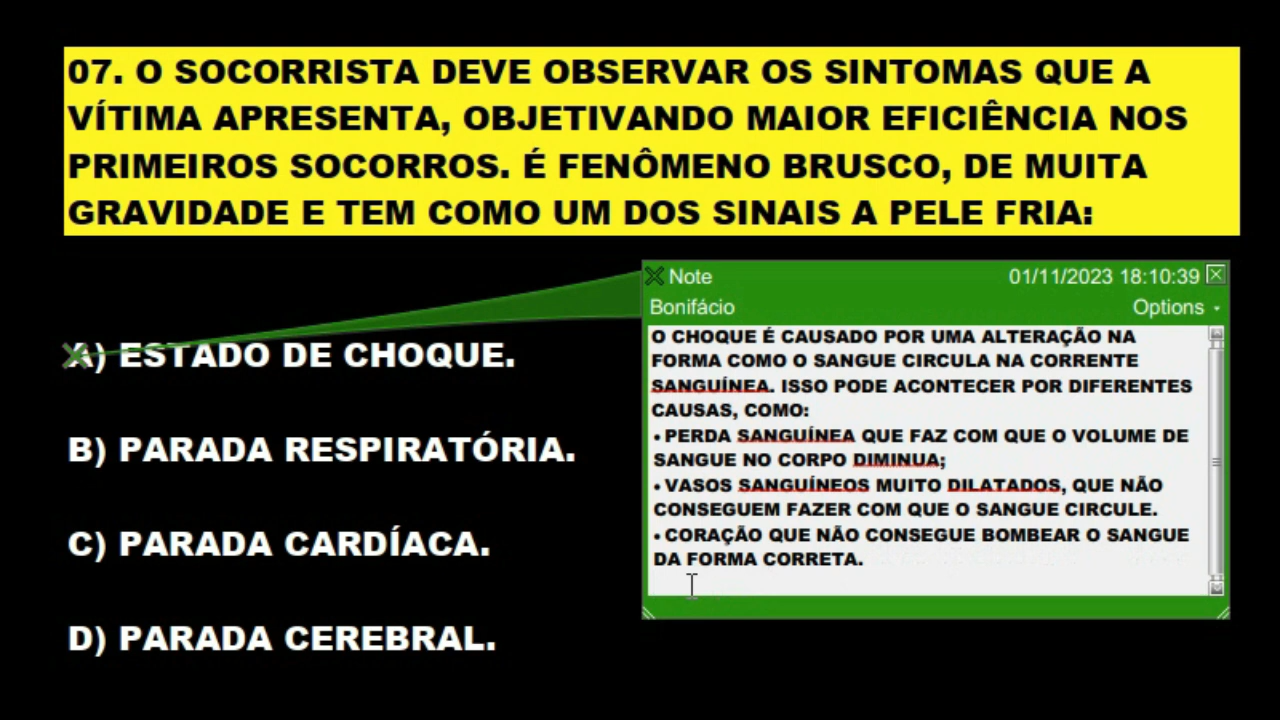 07. O SOCORRISTA DEVE OBSERVAR OS SINTOMAS QUE A
VÍTIMA APRESENTA, OBJETIVANDO MAIOR EFICIÊNCIA NOS
PRIMEIROS SOCORROS. É FENÔMENO BRUSCO, DE MUITA
GRAVIDADE E TEM COMO UM DOS SINAIS A PELE FRIA:
Note 01/11/2023 18:10:39
Bonifácio Options
O CHOQUE É CAUSADO POR UMA ALTERAÇÃO NA
FORMA COMO O SANGUE CIRCULA NA CORRENTE
SANGUÍNEA. ISSO PODE ACONTECER POR DIFERENTES
CAUSAS, COMO:
• PERDA SANGUÍNEA QUE FAZ COM QUE O VOLUME DE
SANGUE NO CORPO DIMINUA;
• VASOS SANGUÍNEOS MUITO DILATADOS, QUE NÃO
CONSEGUEM FAZER COM QUE O SANGUE CIRCULE.
• CORAÇÃO QUE NÃO CONSEGUE BOMBEAR O SANGUE
DA FORMA CORRETA.
A) ESTADO DE CHOQUE.
B) PARADA RESPIRATÓRIA.
C) PARADA CARDÍACA.
D) PARADA CEREBRAL.